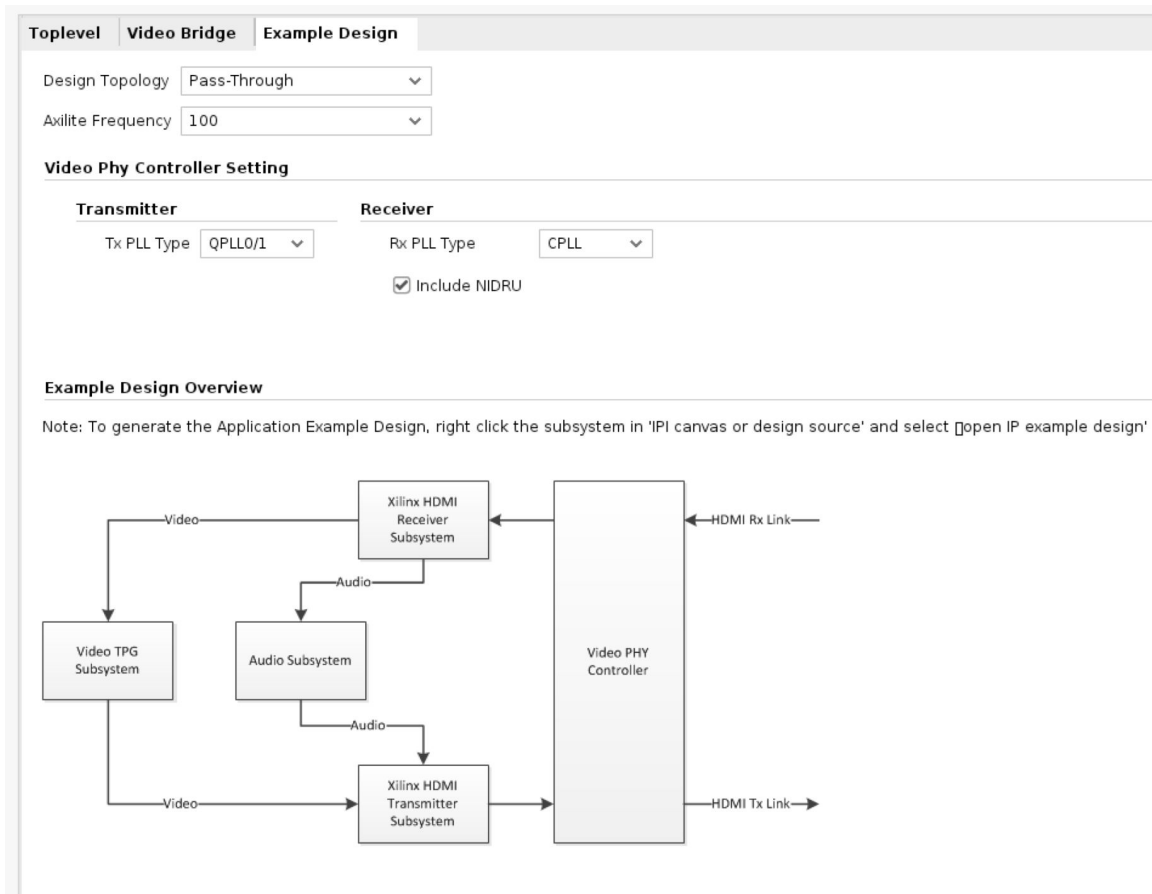 Toplevel Video Bridge Example Design
Design Topology Pass-Through
Axilite Frequency 100
Video Phy Controller Setting
Transmitter Receiver
Tx PLL Type QPLL0/1 Rx PLL Type CPLL
Include NIDRU
Example Design Overview
Note: To generate the Application Example Design, right click the subsystem in 'IPI canvas or design source' and select ▯open IP example design'
Xilinx HDMI
Receiver
Subsystem
Video
HDMI Rx Link
Audio
Video TPG
Subsystem
Audio Subsystem
Video PHY
Controller
Audio
Xilinx HDMI
Transmitter
Subsystem
Video
HDMI Tx Link